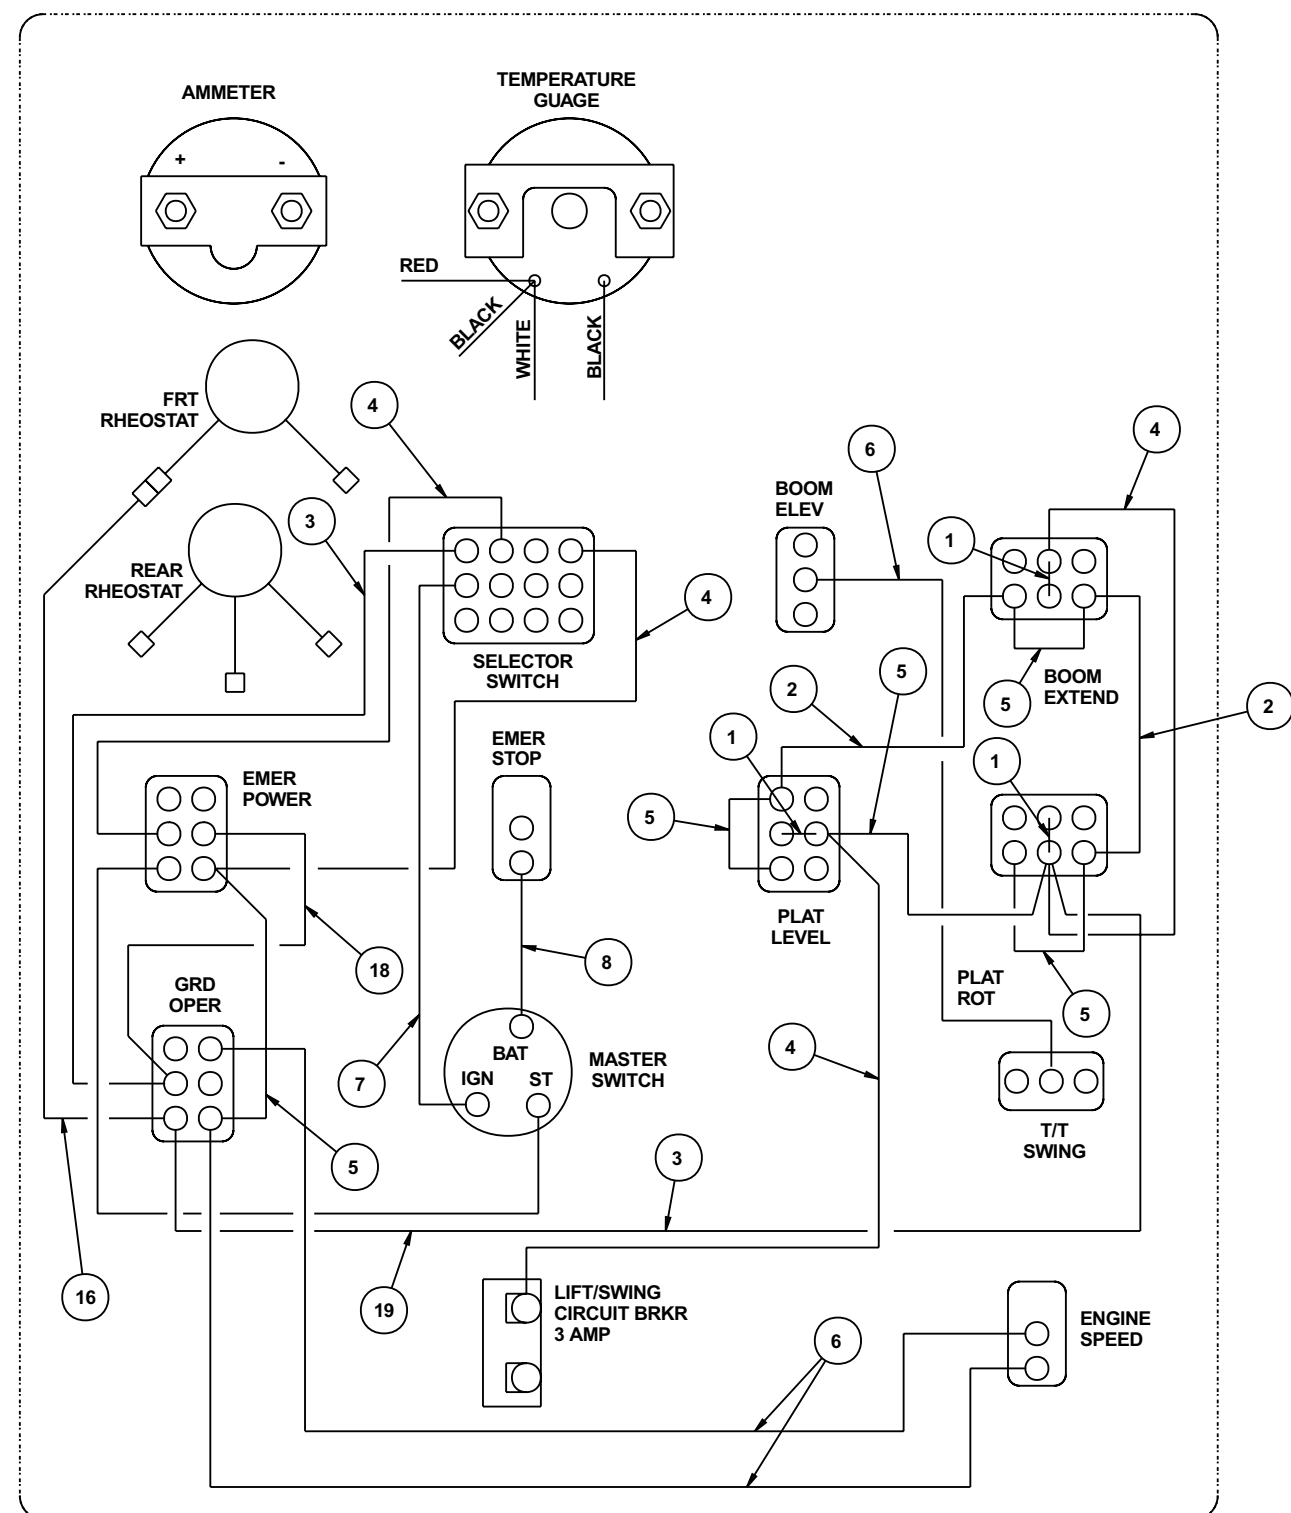 AMMETER
TEMPERATURE
GUAGE
+ -
RED
BLACK
WHITE
BLACK
FRT
RHEOSTAT
4
6
4
BOOM
ELEV
3
1
REAR
RHEOSTAT
4
SELECTOR
SWITCH
5
BOOM
EXTEND
2
5
2
EMER
STOP
1
1
EMER
POWER
5
PLAT
LEVEL
18
8
GRD
OPER
PLAT
ROT
5
BAT
MASTER
SWITCH
4
IGN
ST
7
T/T
SWING
5
3
16
19
LIFT/SWING
CIRCUIT BRKR
3 AMP
6
ENGINE
SPEED